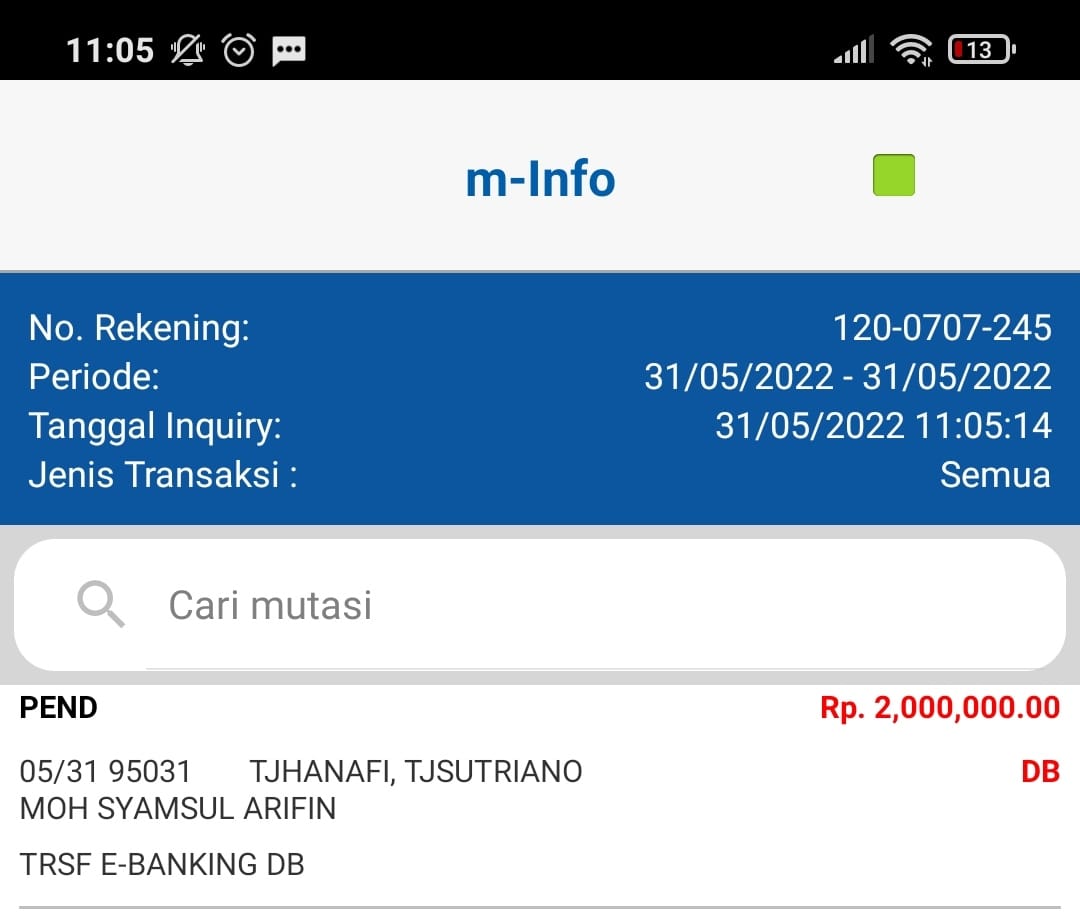 11:05
13
m-Info
No. Rekening: 120-0707-245
Periode: 31/05/2022 - 31/05/2022
Tanggal Inquiry: 31/05/2022 11:05:14
Jenis Transaksi : Semua
Cari mutasi
PEND Rp. 2,000,000.00
05/31 95031 TJHANAFI, TJSUTRIANO DB
MOH SYAMSUL ARIFIN
TRSF E-BANKING DB